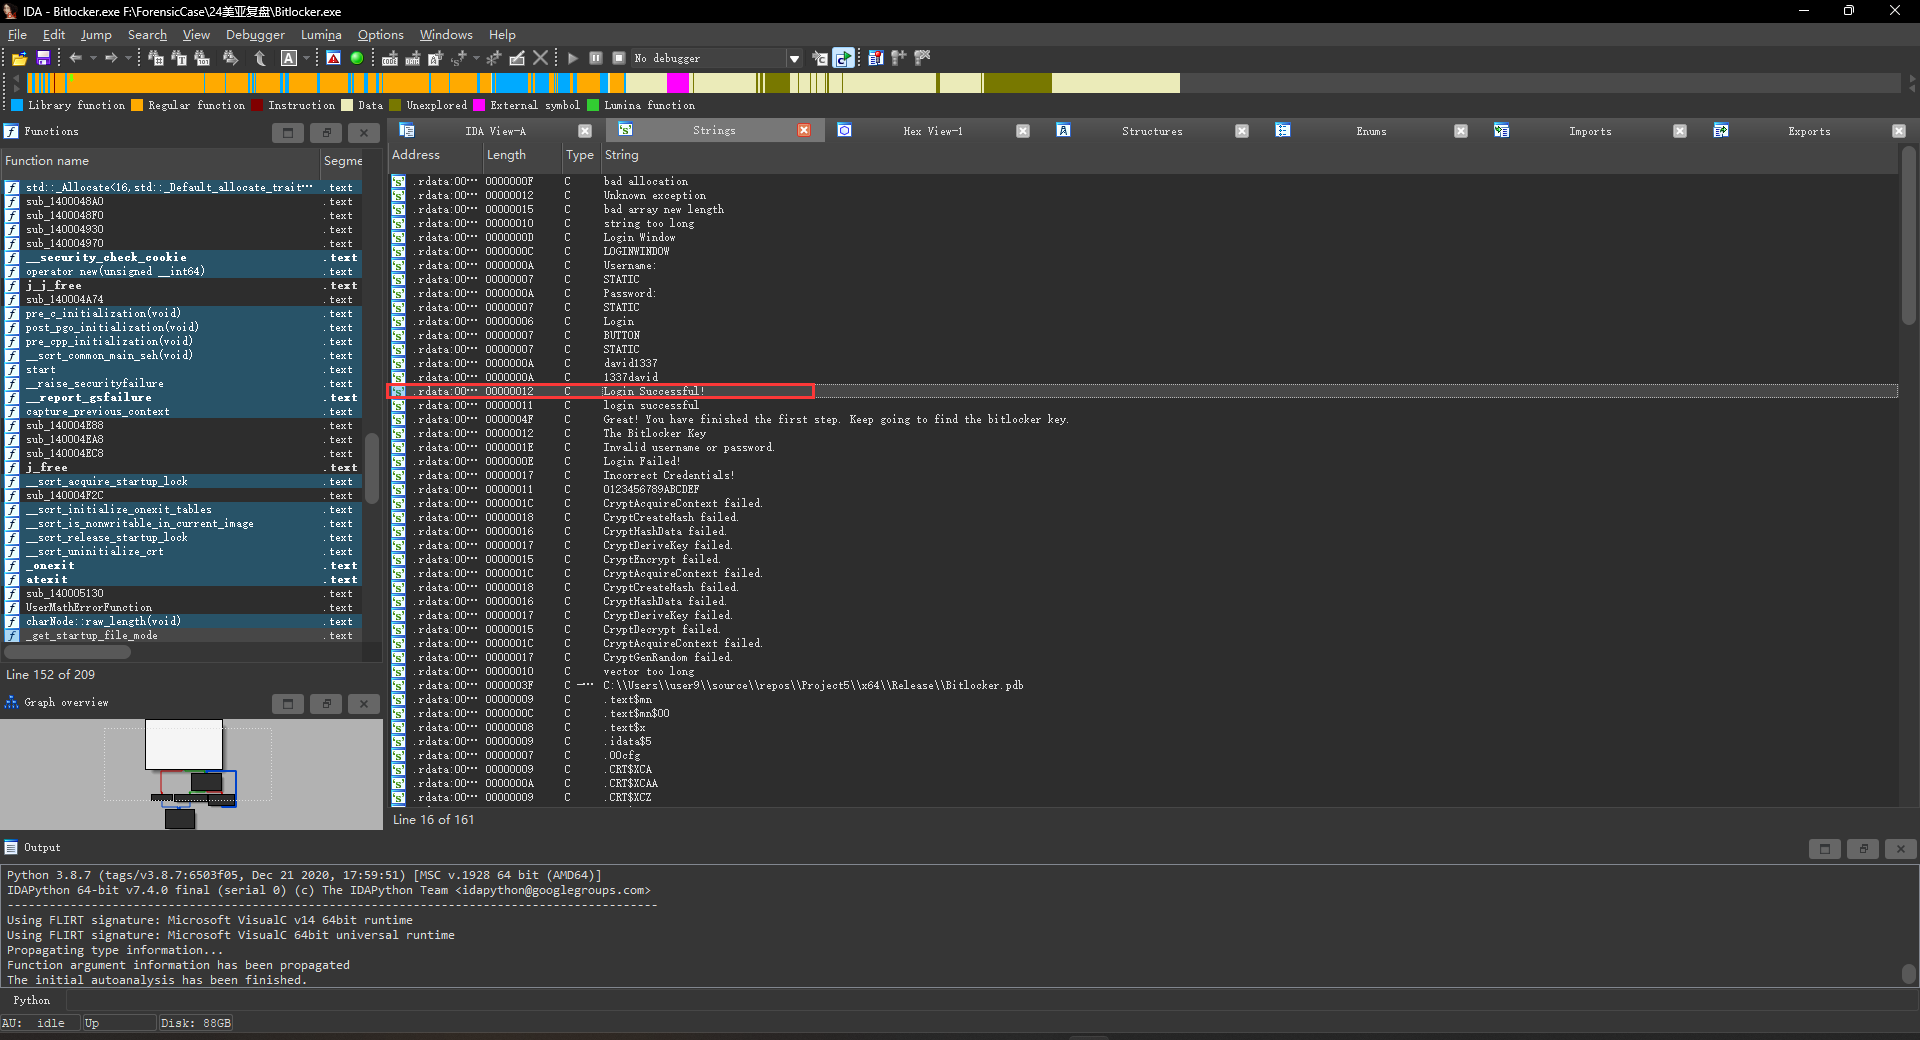 IDA - Bitlocker.exe F:\ForensicCase\24美亚复盘\Bitlocker.exe
File Edit Jump Search View Debugger Lumina Options Windows Help
No debugger
Library function Regular function Instruction Data Unexplored External symbol Lumina function
Functions
IDA View-A Strings Hex View-1 Structures Enums Imports Exports
Function name Segme
std::_Allocate<16,std::_Default_allocate_trait··· .text
sub_1400048A0 .text
sub_1400048F0 .text
sub_140004930 .text
sub_140004970 .text
__security_check_cookie .text
operator new(unsigned __int64) .text
j_j_free .text
sub_140004A74 .text
pre_c_initialization(void) .text
post_pgo_initialization(void) .text
pre_cpp_initialization(void) .text
__scrt_common_main_seh(void) .text
start .text
__raise_securityfailure .text
__report_gsfailure .text
capture_previous_context .text
sub_140004E88 .text
sub_140004EA8 .text
sub_140004EC8 .text
j_free .text
__scrt_acquire_startup_lock .text
sub_140004F2C .text
__scrt_initialize_onexit_tables .text
__scrt_is_nonwritable_in_current_image .text
__scrt_release_startup_lock .text
__scrt_uninitialize_crt .text
_onexit .text
atexit .text
sub_140005130 .text
UserMathErrorFunction .text
charNode::raw_length(void) .text
_get_startup_file_mode .text
Line 152 of 209
Graph overview
Address Length Type String
.rdata:00··· 0000000F C bad allocation
.rdata:00··· 00000012 C Unknown exception
.rdata:00··· 00000015 C bad array new length
.rdata:00··· 00000010 C string too long
.rdata:00··· 0000000D C Login Window
.rdata:00··· 0000000C C LOGINWINDOW
.rdata:00··· 0000000A C Username:
.rdata:00··· 00000007 C STATIC
.rdata:00··· 0000000A C Password:
.rdata:00··· 00000007 C STATIC
.rdata:00··· 00000006 C Login
.rdata:00··· 00000007 C BUTTON
.rdata:00··· 00000007 C STATIC
.rdata:00··· 0000000A C david1337
.rdata:00··· 0000000A C 1337david
.rdata:00··· 00000012 C Login Successful!
.rdata:00··· 00000011 C login successful
.rdata:00··· 0000004F C Great! You have finished the first step. Keep going to find the bitlocker key.
.rdata:00··· 00000012 C The Bitlocker Key
.rdata:00··· 0000001E C Invalid username or password.
.rdata:00··· 0000000E C Login Failed!
.rdata:00··· 00000017 C Incorrect Credentials!
.rdata:00··· 00000011 C 0123456789ABCDEF
.rdata:00··· 0000001C C CryptAcquireContext failed.
.rdata:00··· 00000018 C CryptCreateHash failed.
.rdata:00··· 00000016 C CryptHashData failed.
.rdata:00··· 00000017 C CryptDeriveKey failed.
.rdata:00··· 00000015 C CryptEncrypt failed.
.rdata:00··· 0000001C C CryptAcquireContext failed.
.rdata:00··· 00000018 C CryptCreateHash failed.
.rdata:00··· 00000016 C CryptHashData failed.
.rdata:00··· 00000017 C CryptDeriveKey failed.
.rdata:00··· 00000015 C CryptDecrypt failed.
.rdata:00··· 0000001C C CryptAcquireContext failed.
.rdata:00··· 00000017 C CryptGenRandom failed.
.rdata:00··· 00000010 C vector too long
.rdata:00··· 0000003F C —··· C:\\Users\\user9\\source\\repos\\Project5\\x64\\Release\\Bitlocker.pdb
.rdata:00··· 00000009 C .text$mn
.rdata:00··· 0000000C C .text$mn$00
.rdata:00··· 00000008 C .text$x
.rdata:00··· 00000009 C .idata$5
.rdata:00··· 00000007 C .00cfg
.rdata:00··· 00000009 C .CRT$XCA
.rdata:00··· 0000000A C .CRT$XCAA
.rdata:00··· 00000009 C .CRT$XCZ
Line 16 of 161
Output
Python 3.8.7 (tags/v3.8.7:6503f05, Dec 21 2020, 17:59:51) [MSC v.1928 64 bit (AMD64)]
IDAPython 64-bit v7.4.0 final (serial 0) (c) The IDAPython Team <idapython@googlegroups.com>
Using FLIRT signature: Microsoft VisualC v14 64bit runtime
Using FLIRT signature: Microsoft VisualC 64bit universal runtime
Propagating type information...
Function argument information has been propagated
The initial autoanalysis has been finished.
Python
AU: idle Up Disk: 88GB